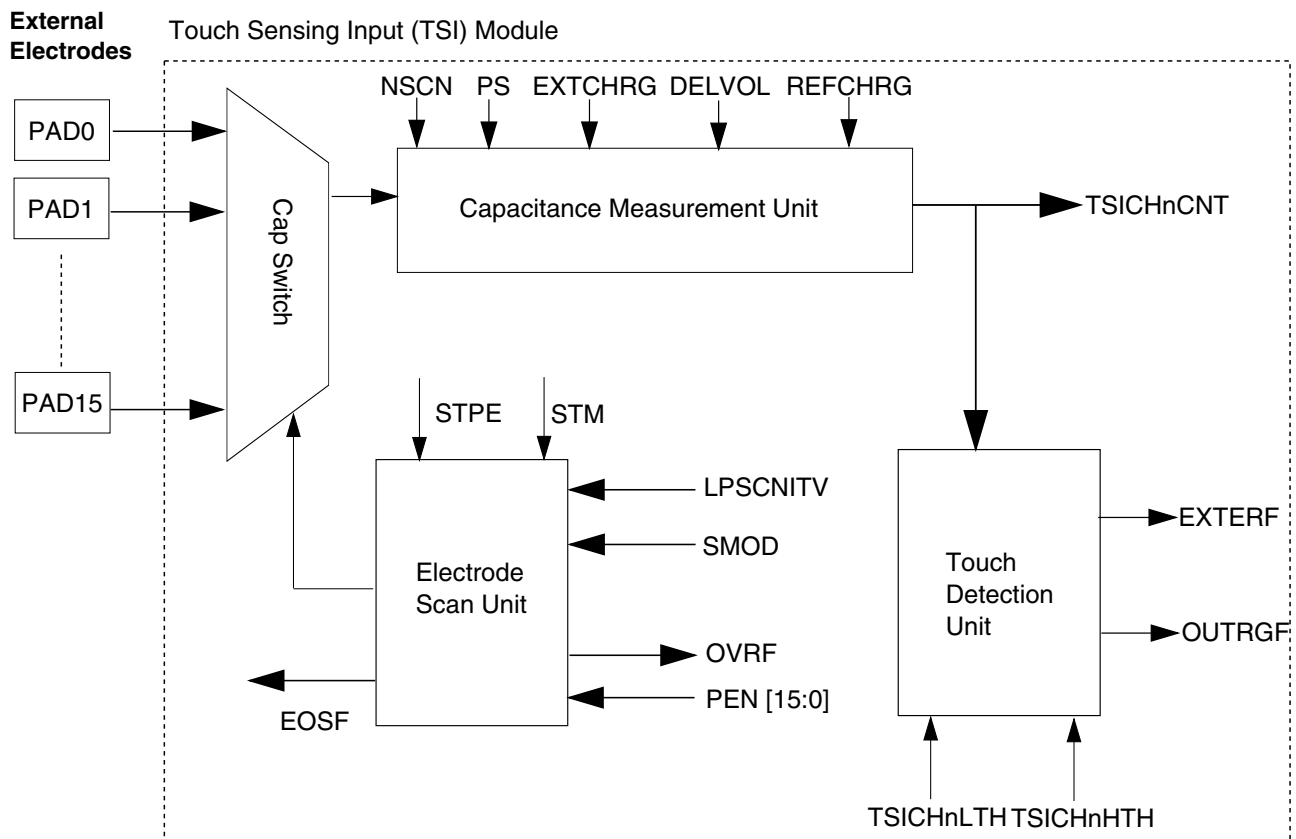 External
Electrodes
Touch Sensing Input (TSI) Module
NSCN PS EXTCHRG DELVOL REFCHRG
PAD0
PAD1
PAD15
Cap Switch
Capacitance Measurement Unit
TSICHnCNT
STPE
STM
LPSCNITV
SMOD
Electrode
Scan Unit
OVRF
PEN [15:0]
EOSF
Touch
Detection
Unit
EXTERF
OUTRGF
TSICHnLTH TSICHnHTH